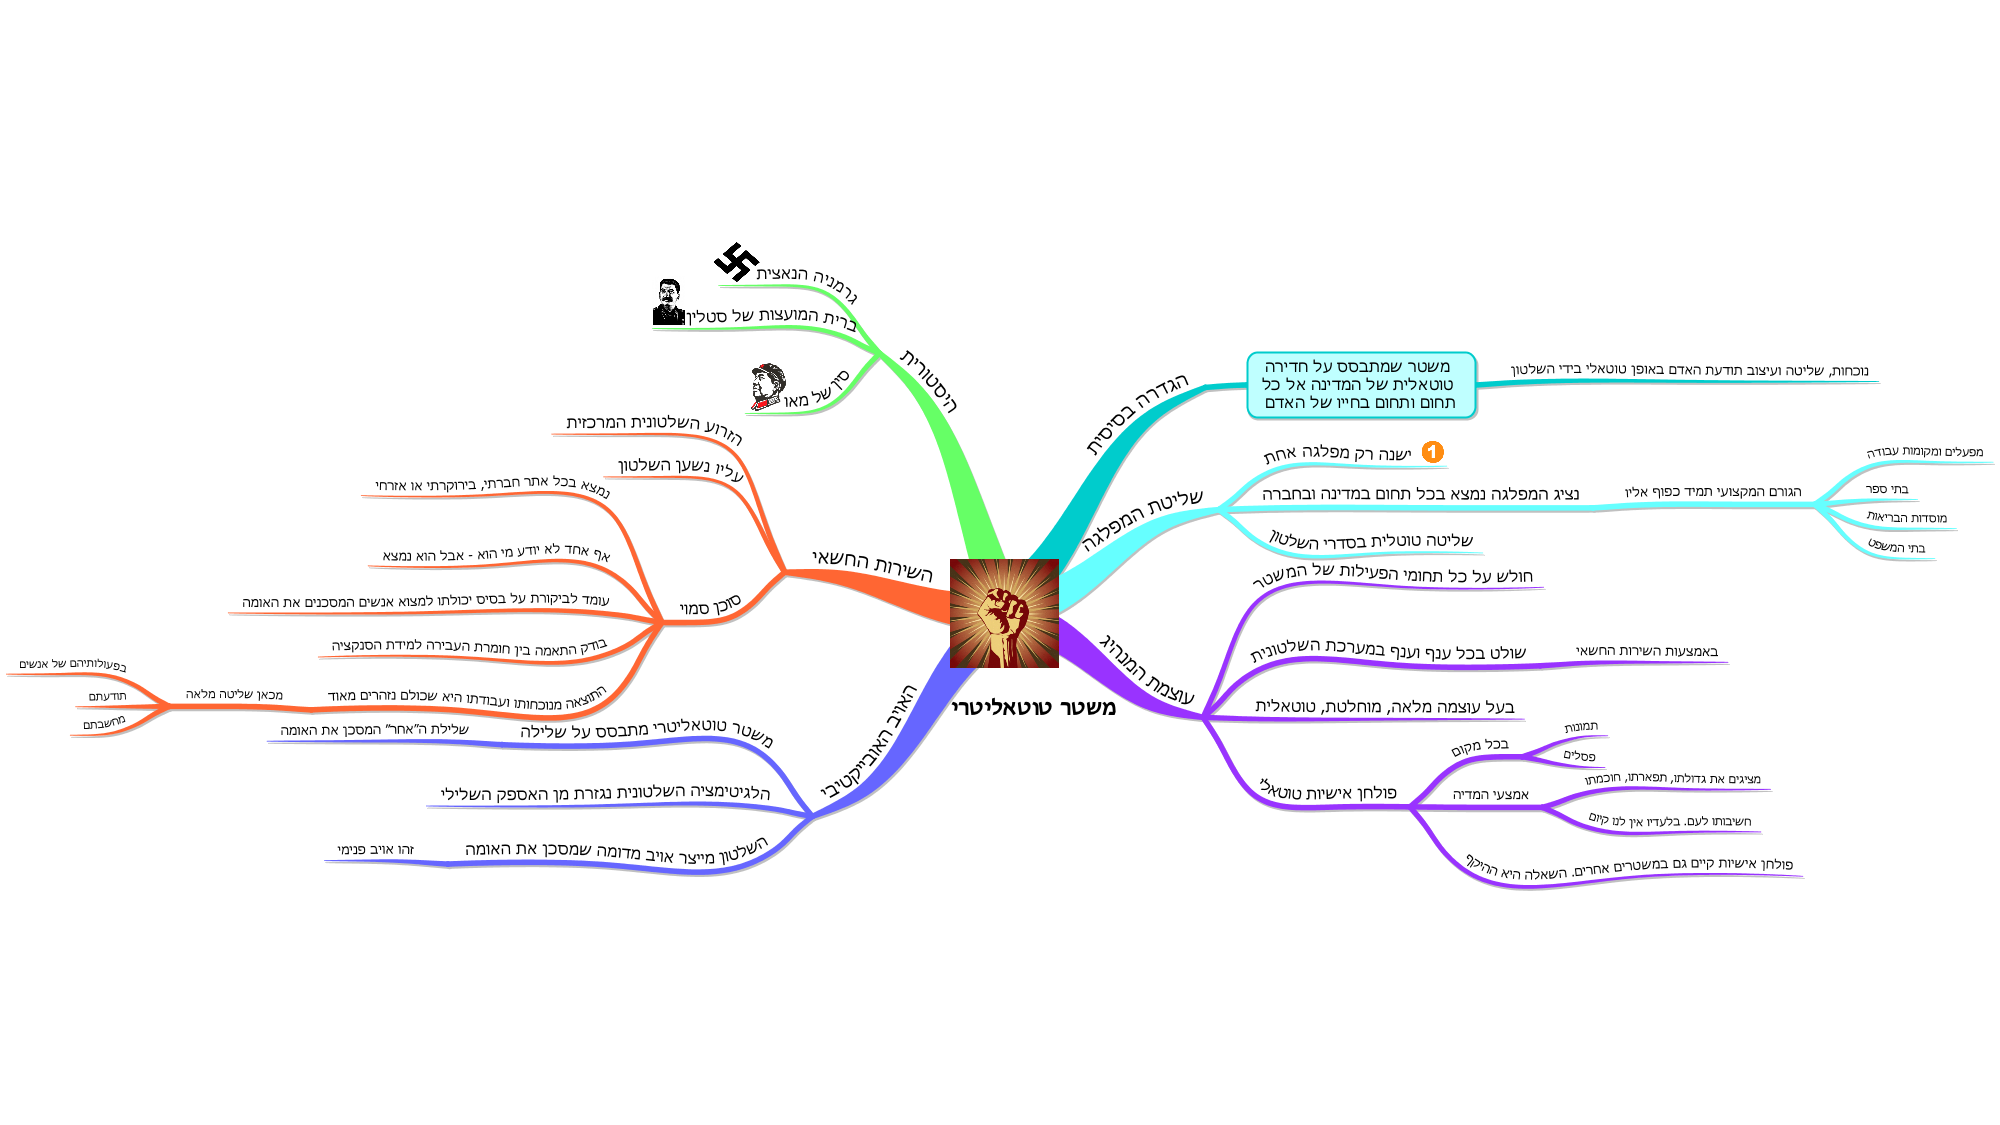 משטר טוטאליטרי
הגדרה בסיסית
משטר שמתבסס על חדירה
טוטאלית של המדינה אל כל
תחום ותחום בחייו של האדם
נוכחות, שליטה ועיצוב תודעת האדם באופן טוטאלי בידי השלטון
שליטת המפלגה
ישנה רק מפלגה אחת
1
נציג המפלגה נמצא בכל תחום במדינה ובחברה
הגורם המקצועי תמיד כפוף אליו
מפעלים ומקומות עבודה
בתי ספר
מוסדות הבריאות
בתי המשפט
שליטה טוטלית בסדרי השלטון
עוצמת המנהיג
חולש על כל תחומי הפעילות של המשטר
שולט בכל ענף וענף במערכת השלטונית
באמצעות השירות החשאי
בעל עוצמה מלאה, מוחלטת, טוטאלית
פולחן אישיות טוטאלי
בכל מקום
תמונות
פסלים
אמצעי המדיה
מציגים את גדולתו, תפארתו, חוכמתו
חשיבותו לעם. בלעדיו אין לנו קיום
פולחן אישיות קיים גם במשטרים אחרים. השאלה היא ההיקף
היסטורית
גרמניה הנאצית
ברית המועצות של סטלין
סין של מאו
השירות החשאי
הזרוע השלטונית המרכזית
עליו נשען השלטון
סוכן סמוי
נמצא בכל אתר חברתי, בירוקרתי או אזרחי
אף אחד לא יודע מי הוא - אבל הוא נמצא
עומד לביקורת על בסיס יכולתו למצוא אנשים המסכנים את האומה
בודק התאמה בין חומרת העבירה למידת הסנקציה
התוצאה מנוכחותו ועבודתו היא שכולם נזהרים מאוד
מכאן שליטה מלאה
בפעולותיהם של אנשים
תודעתם
מחשבתם
האויב האובייקטיבי
משטר טוטאליטרי מתבסס על שלילה
שלילת ה"אחר" המסכן את האומה
הלגיטימציה השלטונית נגזרת מן האספק השלילי
השלטון מייצר אויב מדומה שמסכן את האומה
זהו אויב פנימי